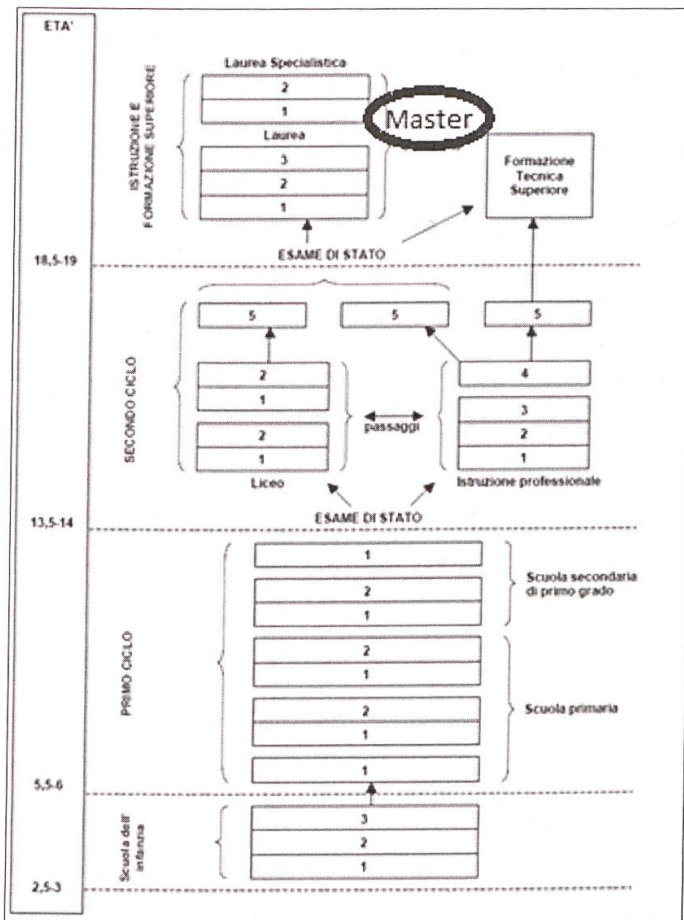 ETA'
Laurea Specialistica
2
1
Master
Laurea
3
2
1
ISTRUZIONE E
FORMAZIONE SUPERIORE
Formazione
Tecnica
Superiore
ESAME DI STATO
18,5-19
5
5
5
SECONDO CICLO
2
1
2
1
Liceo
passaggi
4
3
2
1
Istruzione professionale
ESAME DI STATO
13,5-14
PRIMO CICLO
1
2
1
Scuola secondaria
di primo grado
2
1
2
1
1
Scuola primaria
5,5-6
Scuola dell'
infanzia
3
2
1
2,5-3